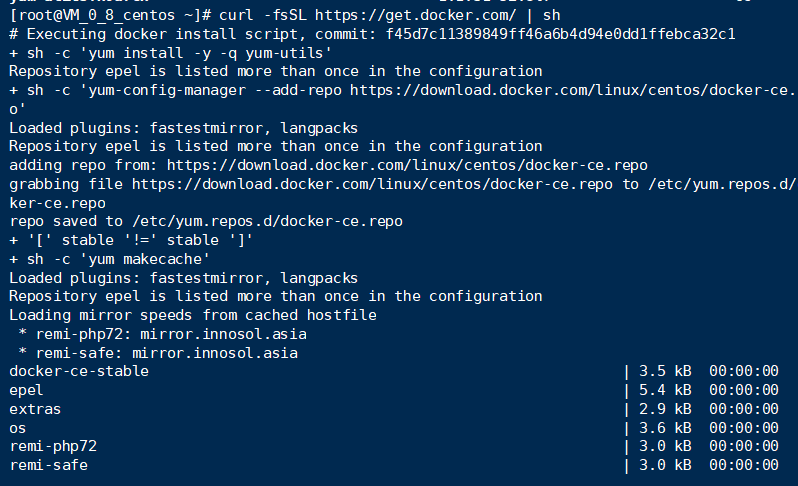 [root@VM_0_8_centos ~]# curl -fsSL https://get.docker.com/ | sh
# Executing docker install script, commit: f45d7c11389849ff46a6b4d94e0dd1ffebca32c1
+ sh -c 'yum install -y -q yum-utils'
Repository epel is listed more than once in the configuration
+ sh -c 'yum-config-manager --add-repo https://download.docker.com/linux/centos/docker-ce.
o'
Loaded plugins: fastestmirror, langpacks
Repository epel is listed more than once in the configuration
adding repo from: https://download.docker.com/linux/centos/docker-ce.repo
grabbing file https://download.docker.com/linux/centos/docker-ce.repo to /etc/yum.repos.d/
ker-ce.repo
repo saved to /etc/yum.repos.d/docker-ce.repo
+ '[' stable '!=' stable ']'
+ sh -c 'yum makecache'
Loaded plugins: fastestmirror, langpacks
Repository epel is listed more than once in the configuration
Loading mirror speeds from cached hostfile
 * remi-php72: mirror.innosol.asia
 * remi-safe: mirror.innosol.asia
docker-ce-stable | 3.5 kB 00:00:00
epel | 5.4 kB 00:00:00
extras | 2.9 kB 00:00:00
os | 3.6 kB 00:00:00
remi-php72 | 3.0 kB 00:00:00
remi-safe | 3.0 kB 00:00:00